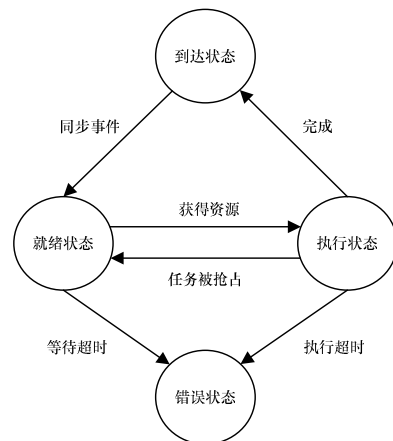 到达状态
同步事件
完成
获得资源
就绪状态
执行状态
任务被抢占
等待超时
执行超时
错误状态